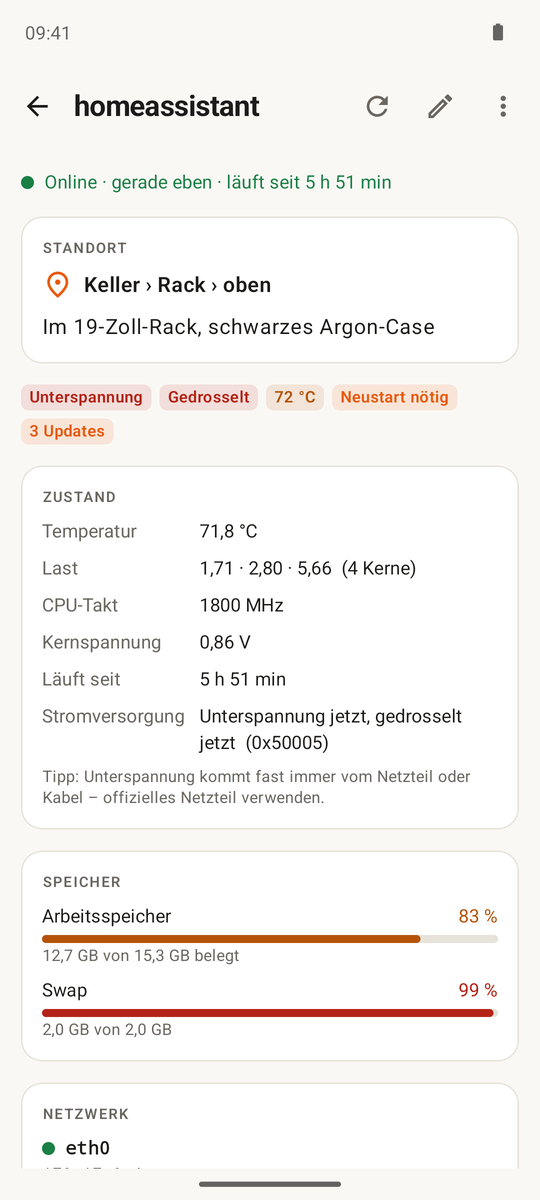 09:41
homeassistant
Online · gerade eben · läuft seit 5 h 51 min
STANDORT
Keller › Rack › oben
Im 19-Zoll-Rack, schwarzes Argon-Case
Unterspannung Gedrosselt 72 °C Neustart nötig
3 Updates
ZUSTAND
Temperatur 71,8 °C
Last 1,71 · 2,80 · 5,66 (4 Kerne)
CPU-Takt 1800 MHz
Kernspannung 0,86 V
Läuft seit 5 h 51 min
Stromversorgung Unterspannung jetzt, gedrosselt
jetzt (0x50005)
Tipp: Unterspannung kommt fast immer vom Netzteil oder
Kabel – offizielles Netzteil verwenden.
SPEICHER
Arbeitsspeicher 83 %
12,7 GB von 15,3 GB belegt
Swap 99 %
2,0 GB von 2,0 GB
NETZWERK
eth0